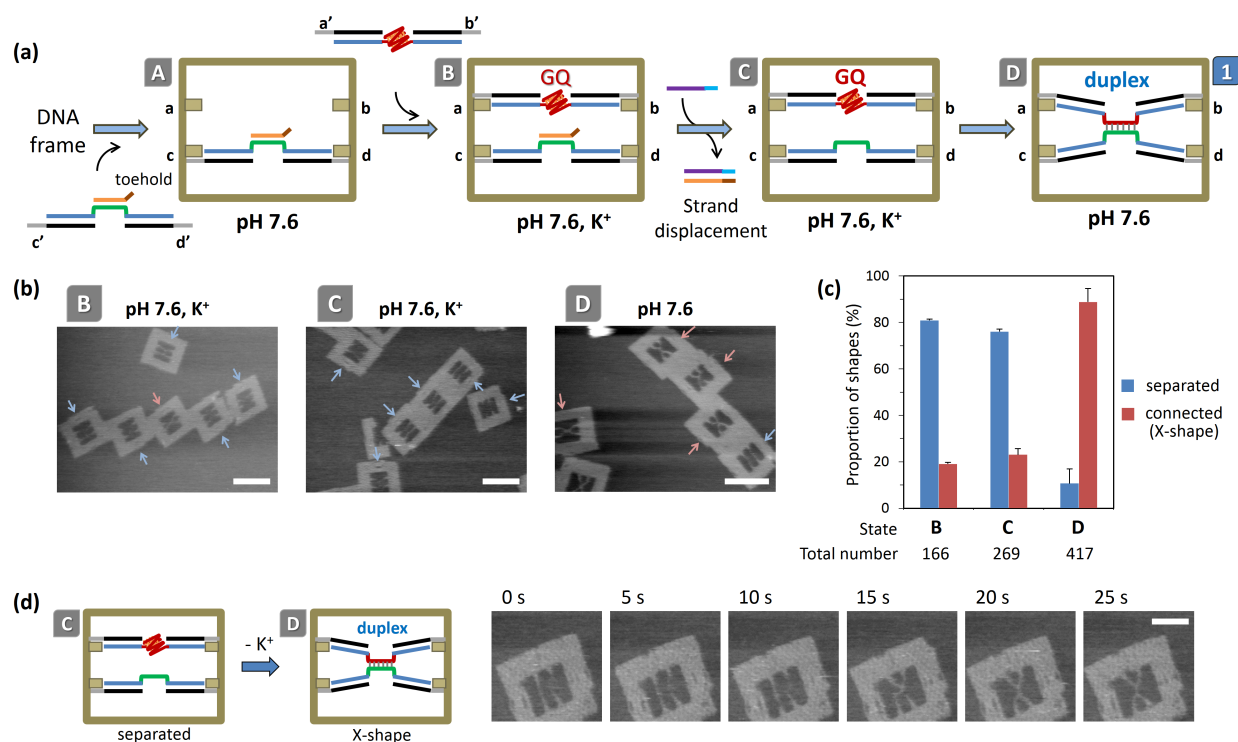 (a)
a’
b’
A
B
C
D
1
GQ
GQ
duplex
DNA
frame
a
b
a
b
a
b
c
d
c
d
c
d
toehold
c’
d’
pH 7.6
pH 7.6, K⁺
Strand
displacement
pH 7.6, K⁺
pH 7.6
(b)
B
pH 7.6, K⁺
C
pH 7.6, K⁺
D
pH 7.6
(c)
Proportion of shapes (%)
100
80
60
40
20
0
separated
connected
(X-shape)
State
B
C
D
Total number
166
269
417
(d)
C
separated
- K⁺
D
duplex
X-shape
0 s
5 s
10 s
15 s
20 s
25 s